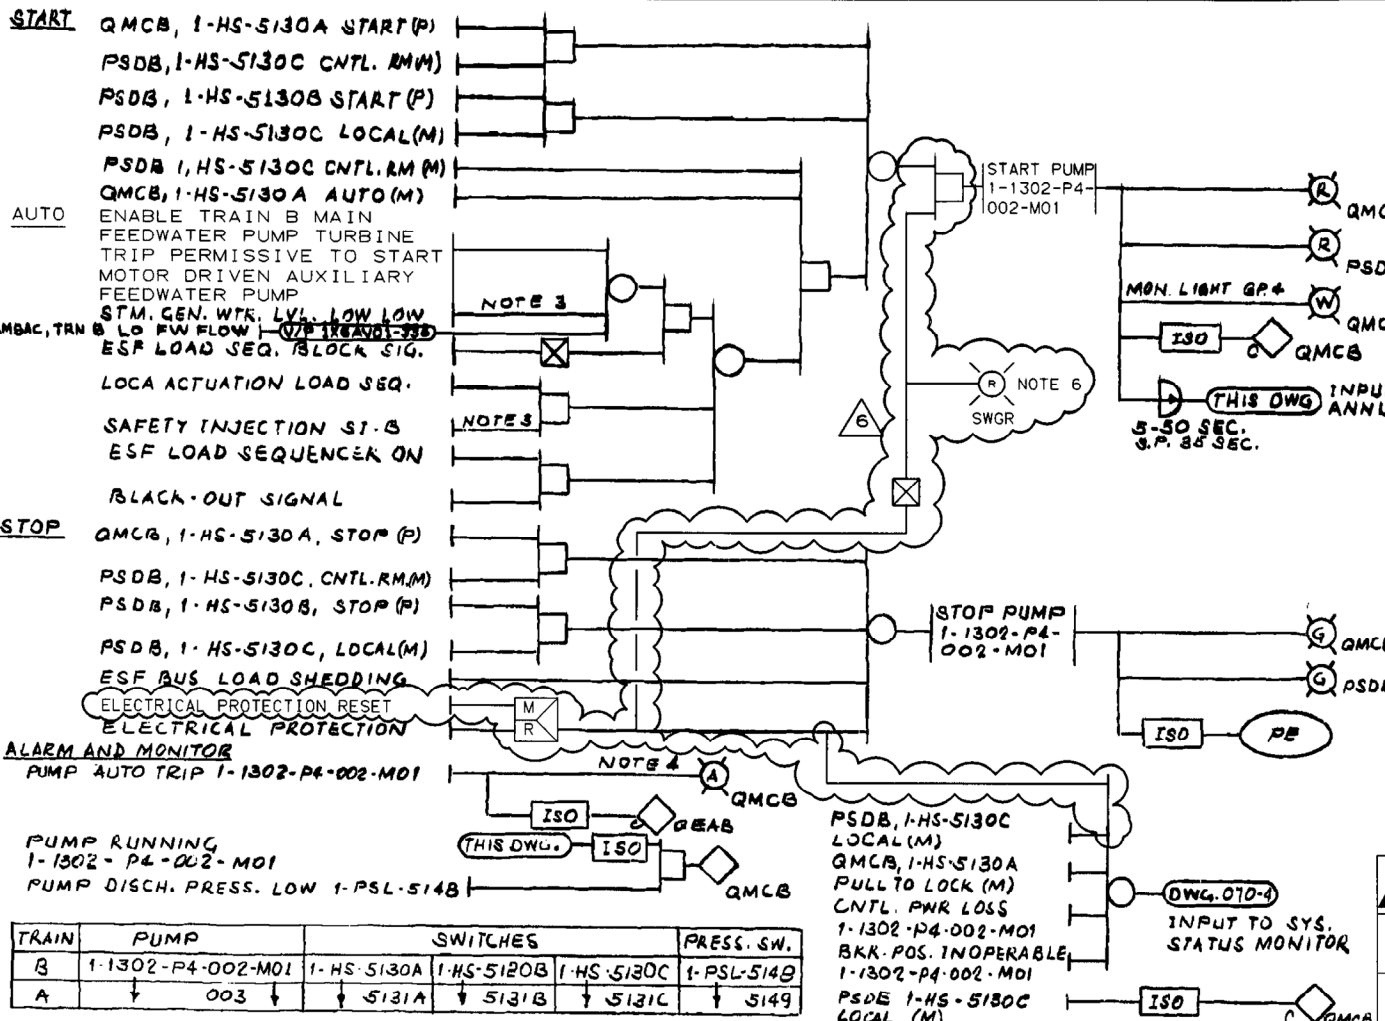 START QMCB, 1-HS-5130A START(P)
PSDB, 1-HS-5130C CNTL. RM(M)
PSDB, 1-HS-5130B START(P)
PSDB, 1-HS-5130C LOCAL(M)
PSDB 1, HS-5130C CNTL. RM (M)
QMCB, 1-HS-5130A AUTO(M)
AUTO ENABLE TRAIN B MAIN
FEEDWATER PUMP TURBINE
TRIP PERMISSIVE TO START
MOTOR DRIVEN AUXILIARY
FEEDWATER PUMP
STM. GEN. WTR. LVL. LOW LOW
NOTE 3
AMSAC, TRN B LO FW FLOW
ESF LOAD SEQ. BLOCK SIG.
LOCA ACTUATION LOAD SEQ.
SAFETY INJECTION SI-B
NOTE 3
ESF LOAD SEQUENCER ON
BLACK-OUT SIGNAL
START PUMP
1-1302-P4-
002-M01
R
QMC
R
PSD
MON. LIGHT GP. 4
W
QMC
ISO
C
QMCB
THIS DWG
INPU
ANNU
5-50 SEC.
S.P. 35 SEC.
R NOTE 6
SWGR
6
STOP QMCB, 1-HS-5130A, STOP (P)
PSDB, 1-HS-5130C, CNTL. RM.(M)
PSDB, 1-HS-5130B, STOP (P)
PSDB, 1-HS-5130C, LOCAL(M)
ESF BUS LOAD SHEDDING
ELECTRICAL PROTECTION RESET
M
ELECTRICAL PROTECTION
R
STOP PUMP
1-1302-P4-
002-M01
G
QMCB
G
PSDB
ISO
PE
ALARM AND MONITOR
PUMP AUTO TRIP 1-1302-P4-002-M01
NOTE 4
A
QMCB
ISO
C
QEAB
PUMP RUNNING
1-1302-P4-002-M01
THIS DWG.
ISO
PUMP DISCH. PRESS. LOW 1-PSL-5148
QMCB
PSDB, 1-HS-5130C
LOCAL(M)
QMCB, 1-HS-5130A
PULL TO LOCK (M)
CNTL. PWR LOSS
1-1302-P4-002-M01
BKR. POS. INOPERABLE
1-1302-P4-002-M01
PSDE 1-HS-5130C
LOCAL (M)
DWG. 070-4
INPUT TO SYS.
STATUS MONITOR
ISO
C
QMCB
TRAIN PUMP SWITCHES PRESS. SW.
B 1-1302-P4-002-M01 1-HS-5130A 1-HS-5120B 1-HS-5130C 1-PSL-5148
A 003 5131A 5131B 5131C 5149